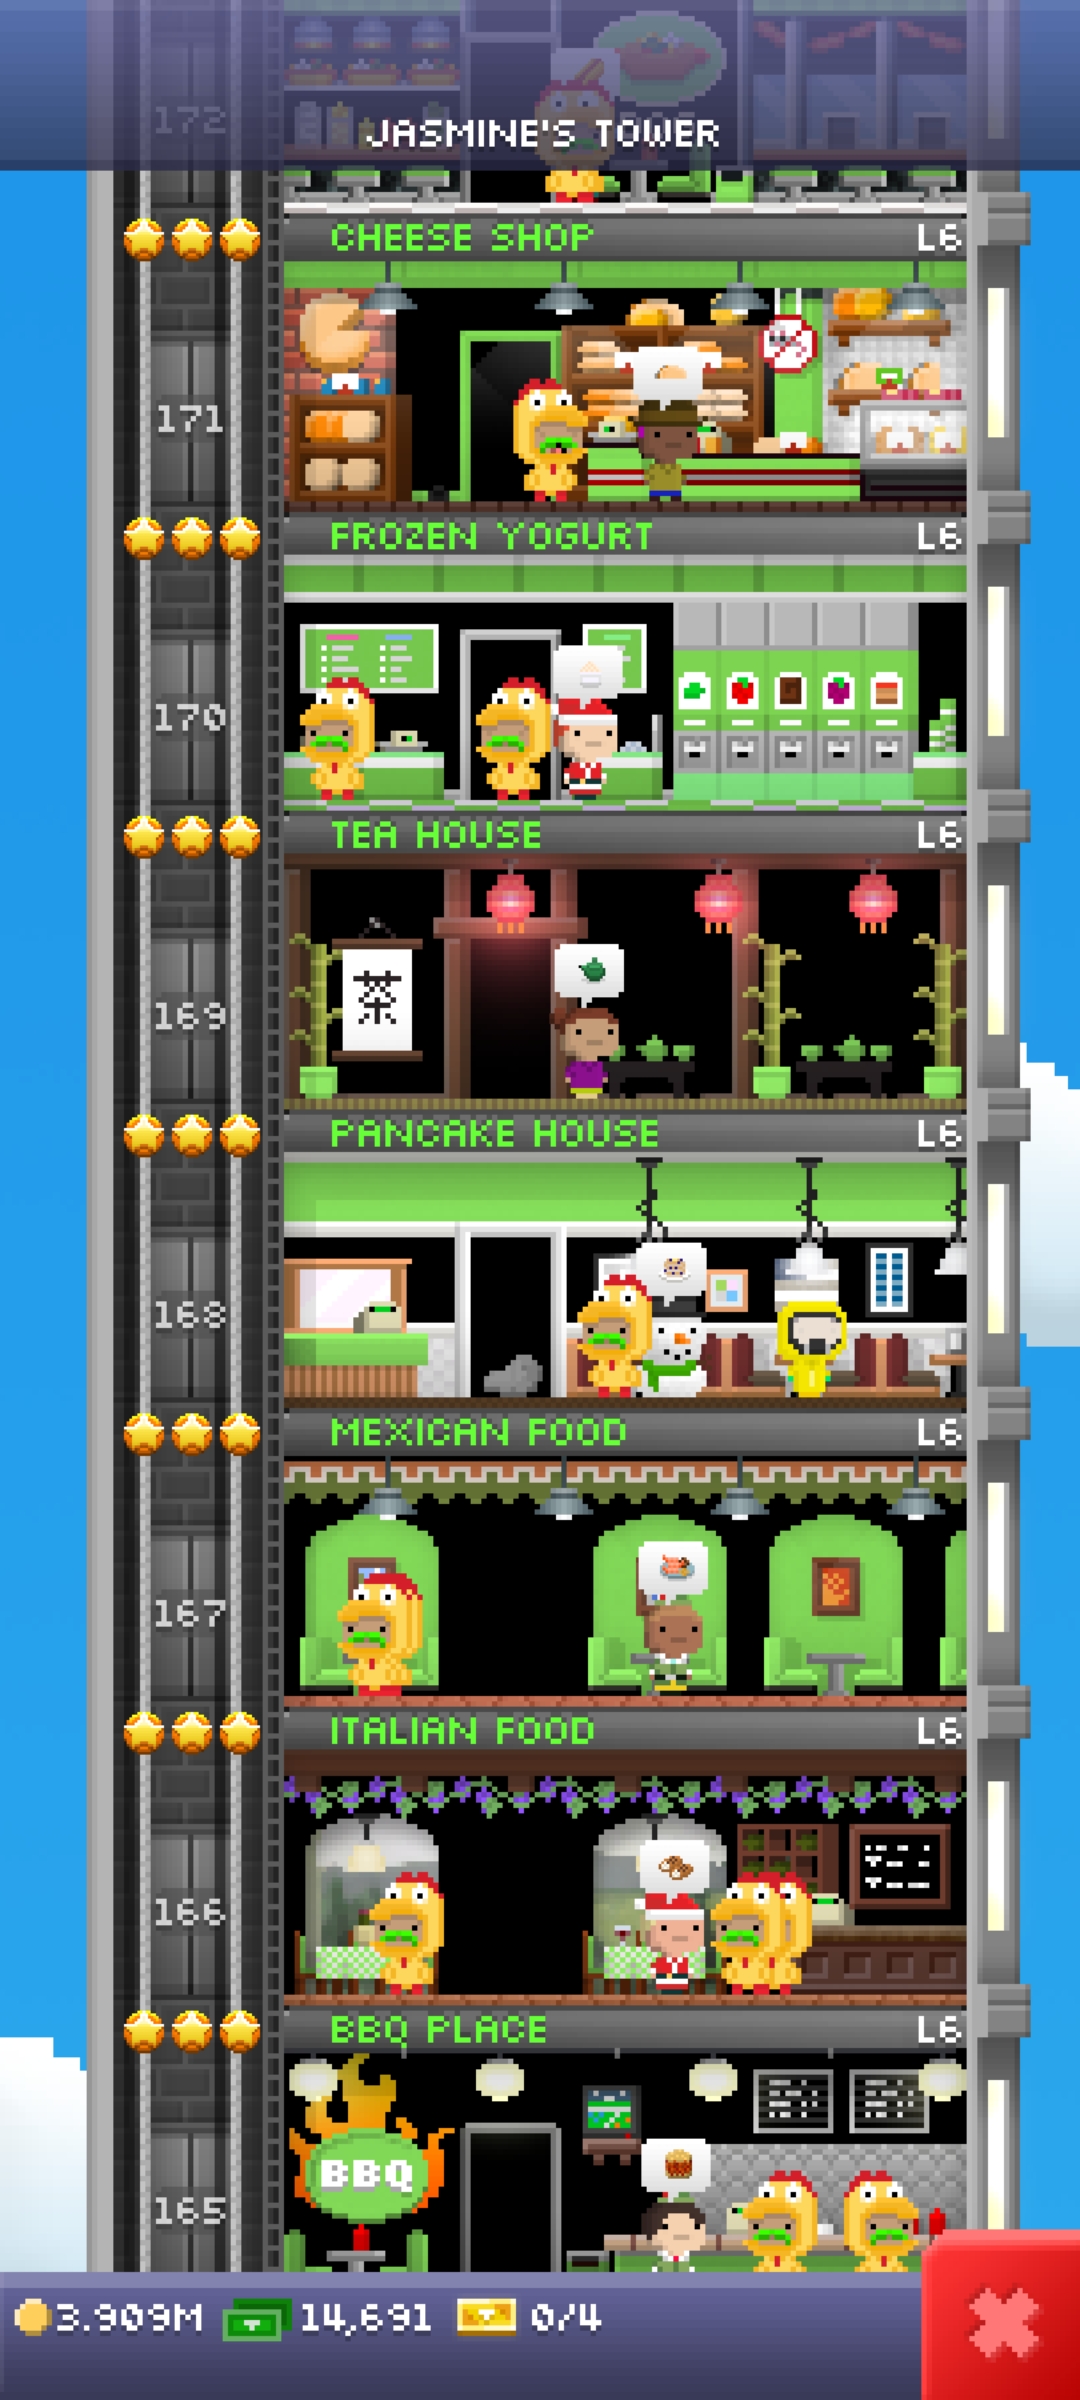 172
JASMINE'S TOWER
CHEESE SHOP L6
171
FROZEN YOGURT L6
170
TEA HOUSE L6
茶
169
PANCAKE HOUSE L6
168
MEXICAN FOOD L6
167
ITALIAN FOOD L6
166
BBQ PLACE L6
BBQ
165
3.909M 14,691 0/4